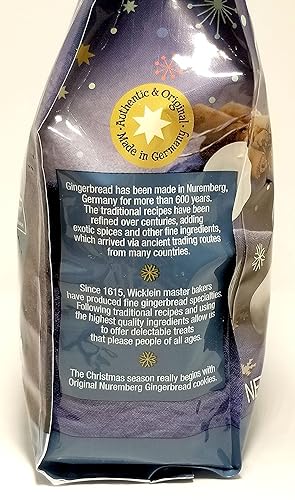 · Authentic & Original ·
Made in Germany
Gingerbread has been made in Nuremberg,
Germany for more than 600 years.
The traditional recipes have been
refined over centuries, adding
exotic spices and other fine ingredients,
which arrived via ancient trading routes
from many countries.
Since 1615, Wicklein master bakers
have produced fine gingerbread specialties.
Following traditional recipes and using
the highest quality ingredients allow us
to offer delectable treats
that please people of all ages.
The Christmas season really begins with
Original Nuremberg Gingerbread cookies.